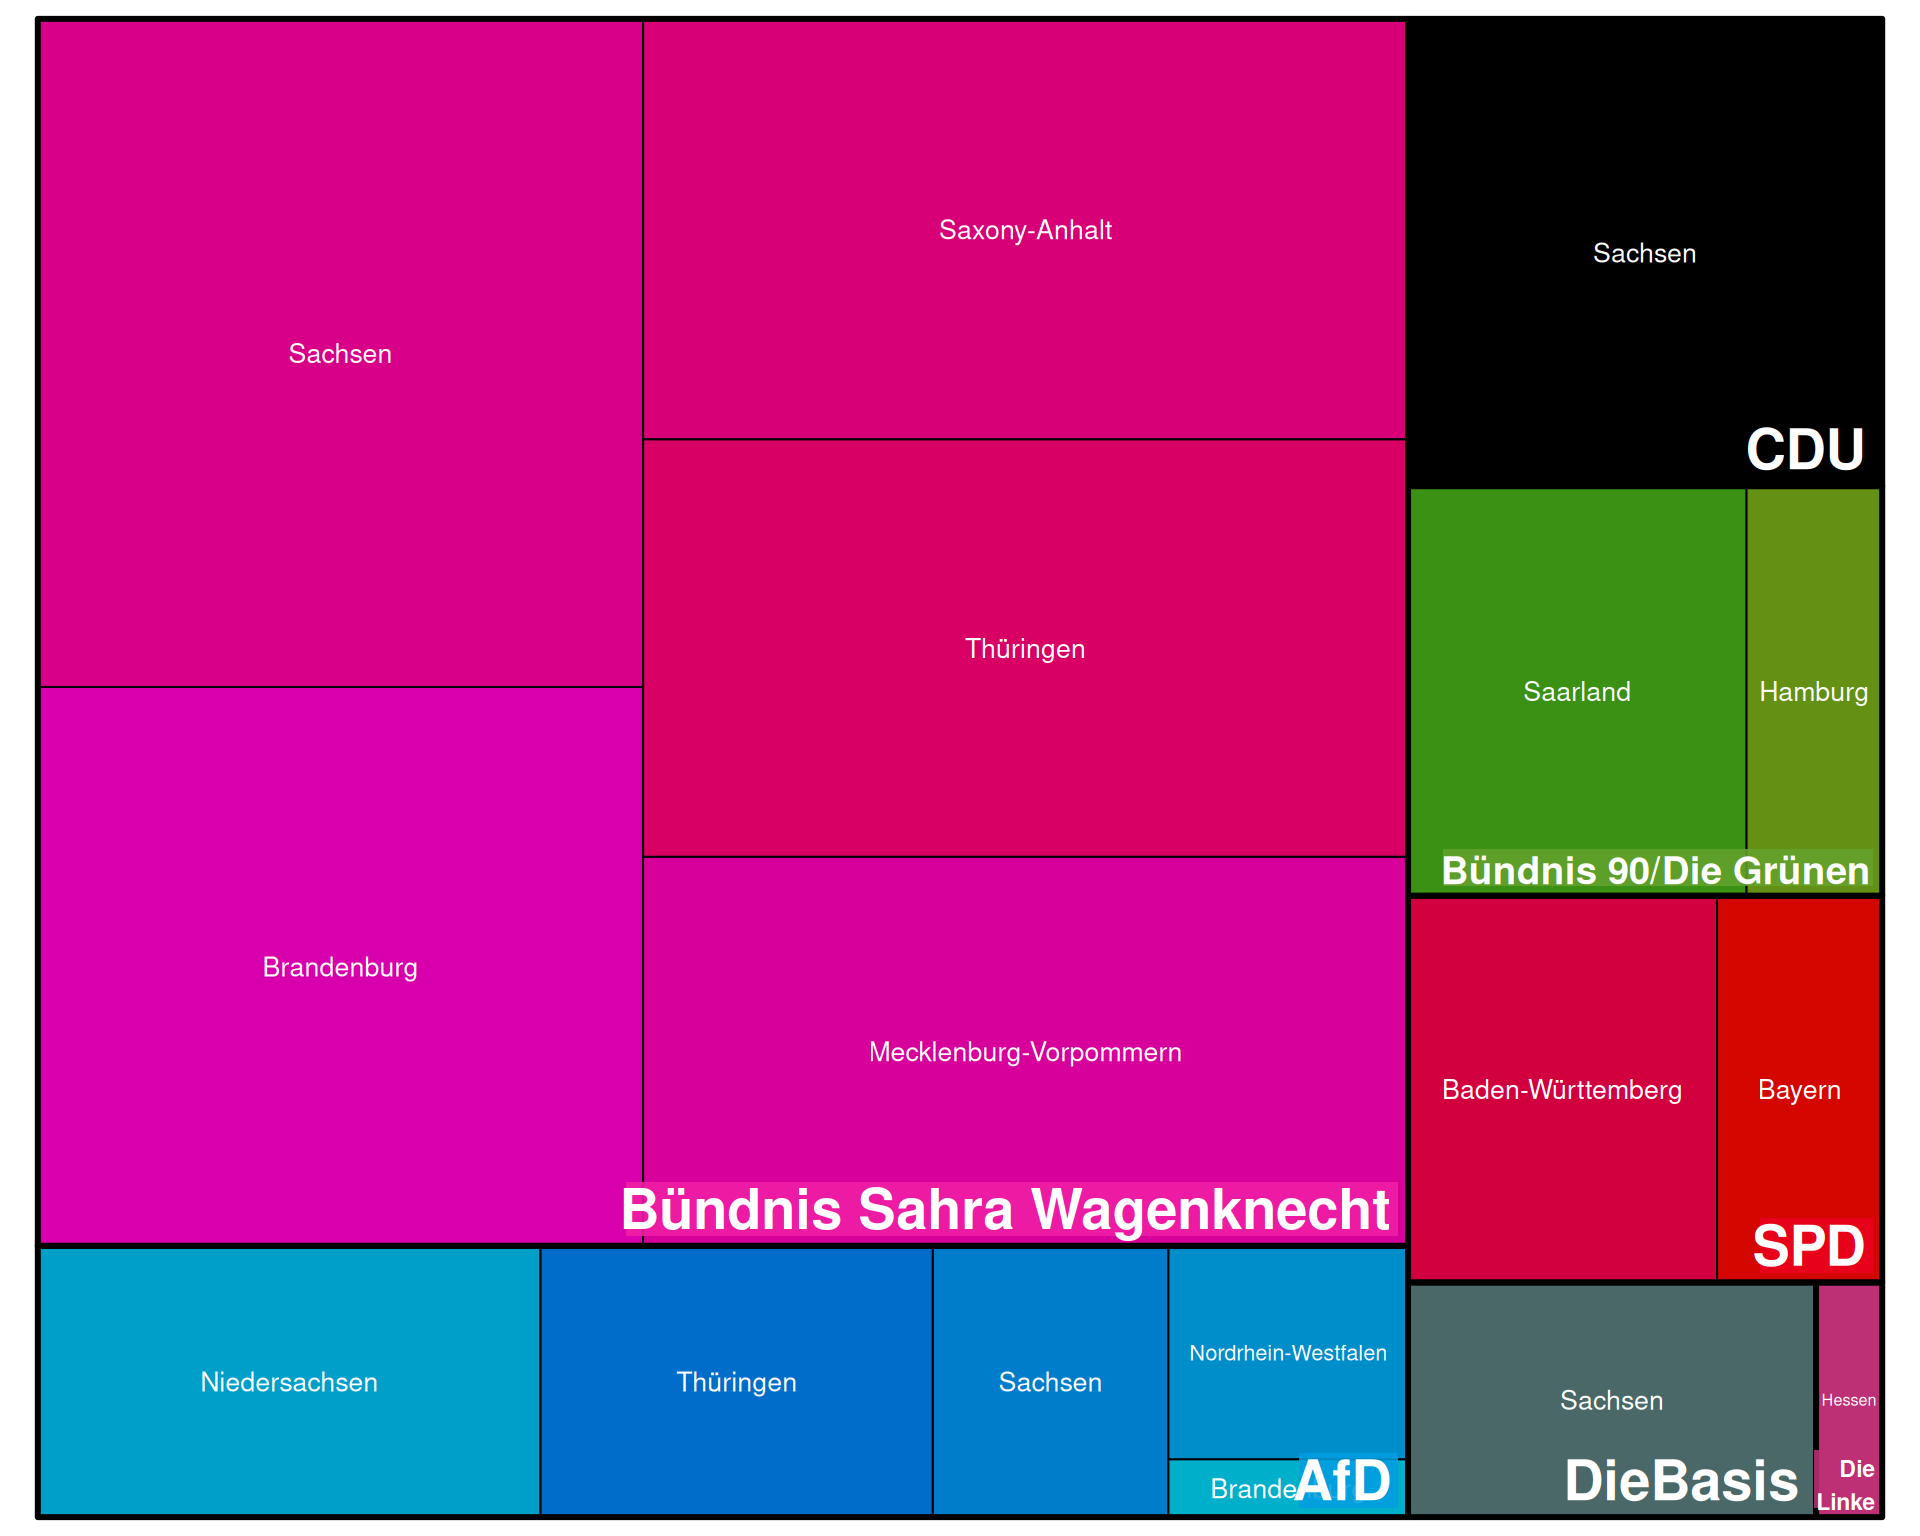 Sachsen
Saxony-Anhalt
Thüringen
Brandenburg
Mecklenburg-Vorpommern
Bündnis Sahra Wagenknecht
Sachsen
CDU
Saarland
Hamburg
Bündnis 90/Die Grünen
Baden-Württemberg
Bayern
SPD
Niedersachsen
Thüringen
Sachsen
Nordrhein-Westfalen
AfD
Sachsen
DieBasis
Hessen
Die
Linke